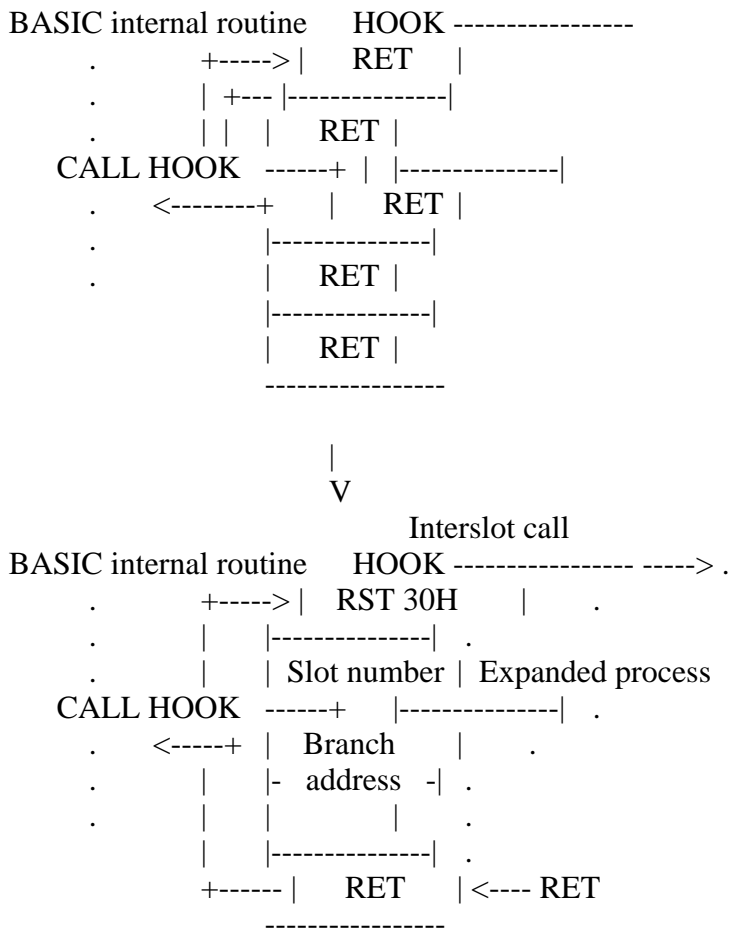 BASIC internal routine    HOOK -----------------
.         +-----> |     RET     |
.         | +--- |---------------|
.         | |   |     RET |
CALL HOOK  ------+ | |---------------|
.    <--------+     |     RET |
.               |---------------|
.               |     RET |
|---------------|
|     RET |
-----------------
|
V
Interslot call
BASIC internal routine    HOOK ----------------- -----> .
.         +-----> |   RST 30H     |     .
.         |     |---------------|   .
.         |     | Slot number | Expanded process
CALL HOOK  ------+     |---------------|   .
.    <-----+   |   Branch     |     .
.         |     |-   address   -|   .
.         |     |         |     .
|     |---------------|   .
+------ |     RET     | <---- RET
-----------------